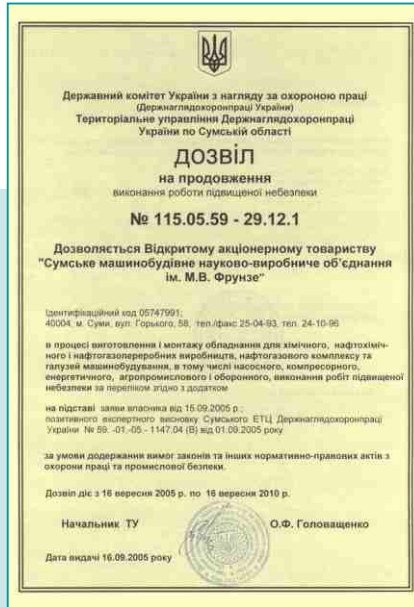 Державний комітет України з нагляду за охороною праці
(Держнаглядохоронпраці України)
Територіальне управління Держнаглядохоронпраці
України по Сумській області
ДОЗВІЛ
на продовження
виконання роботи підвищеної небезпеки
№ 115.05.59 - 29.12.1
Дозволяється Відкритому акціонерному товариству
"Сумське машинобудівне науково-виробниче об'єднання
ім. М.В. Фрунзе"
Ідентифікаційний код 05747991;
40004, м. Суми, вул. Горького, 58, тел./факс 25-04-93, тел. 24-10-96
в процесі виготовлення і монтажу обладнання для хімічного, нафтохіміч-
ного і нафтогазопереробних виробництв, нафтогазового комплексу та
галузей машинобудування, в тому числі насосного, компресорного,
енергетичного, агропромислового і оборонного, виконання робіт підвищеної
небезпеки за переліком згідно з додатком
на підставі заяви власника від 15.09.2005 р.;
позитивного експертного висновку Сумського ЕТЦ Держнаглядохоронпраці
України № 59. -01.-05.- 1147.04 (В) від 01.09.2005 року
за умови додержання вимог законів та інших нормативно-правових актів з
охорони праці та промислової безпеки.
Дозвіл діє з 16 вересня 2005 р. по 16 вересня 2010 р.
Начальник ТУ О.Ф. Головащенко
Дата видачі 16.09.2005 року